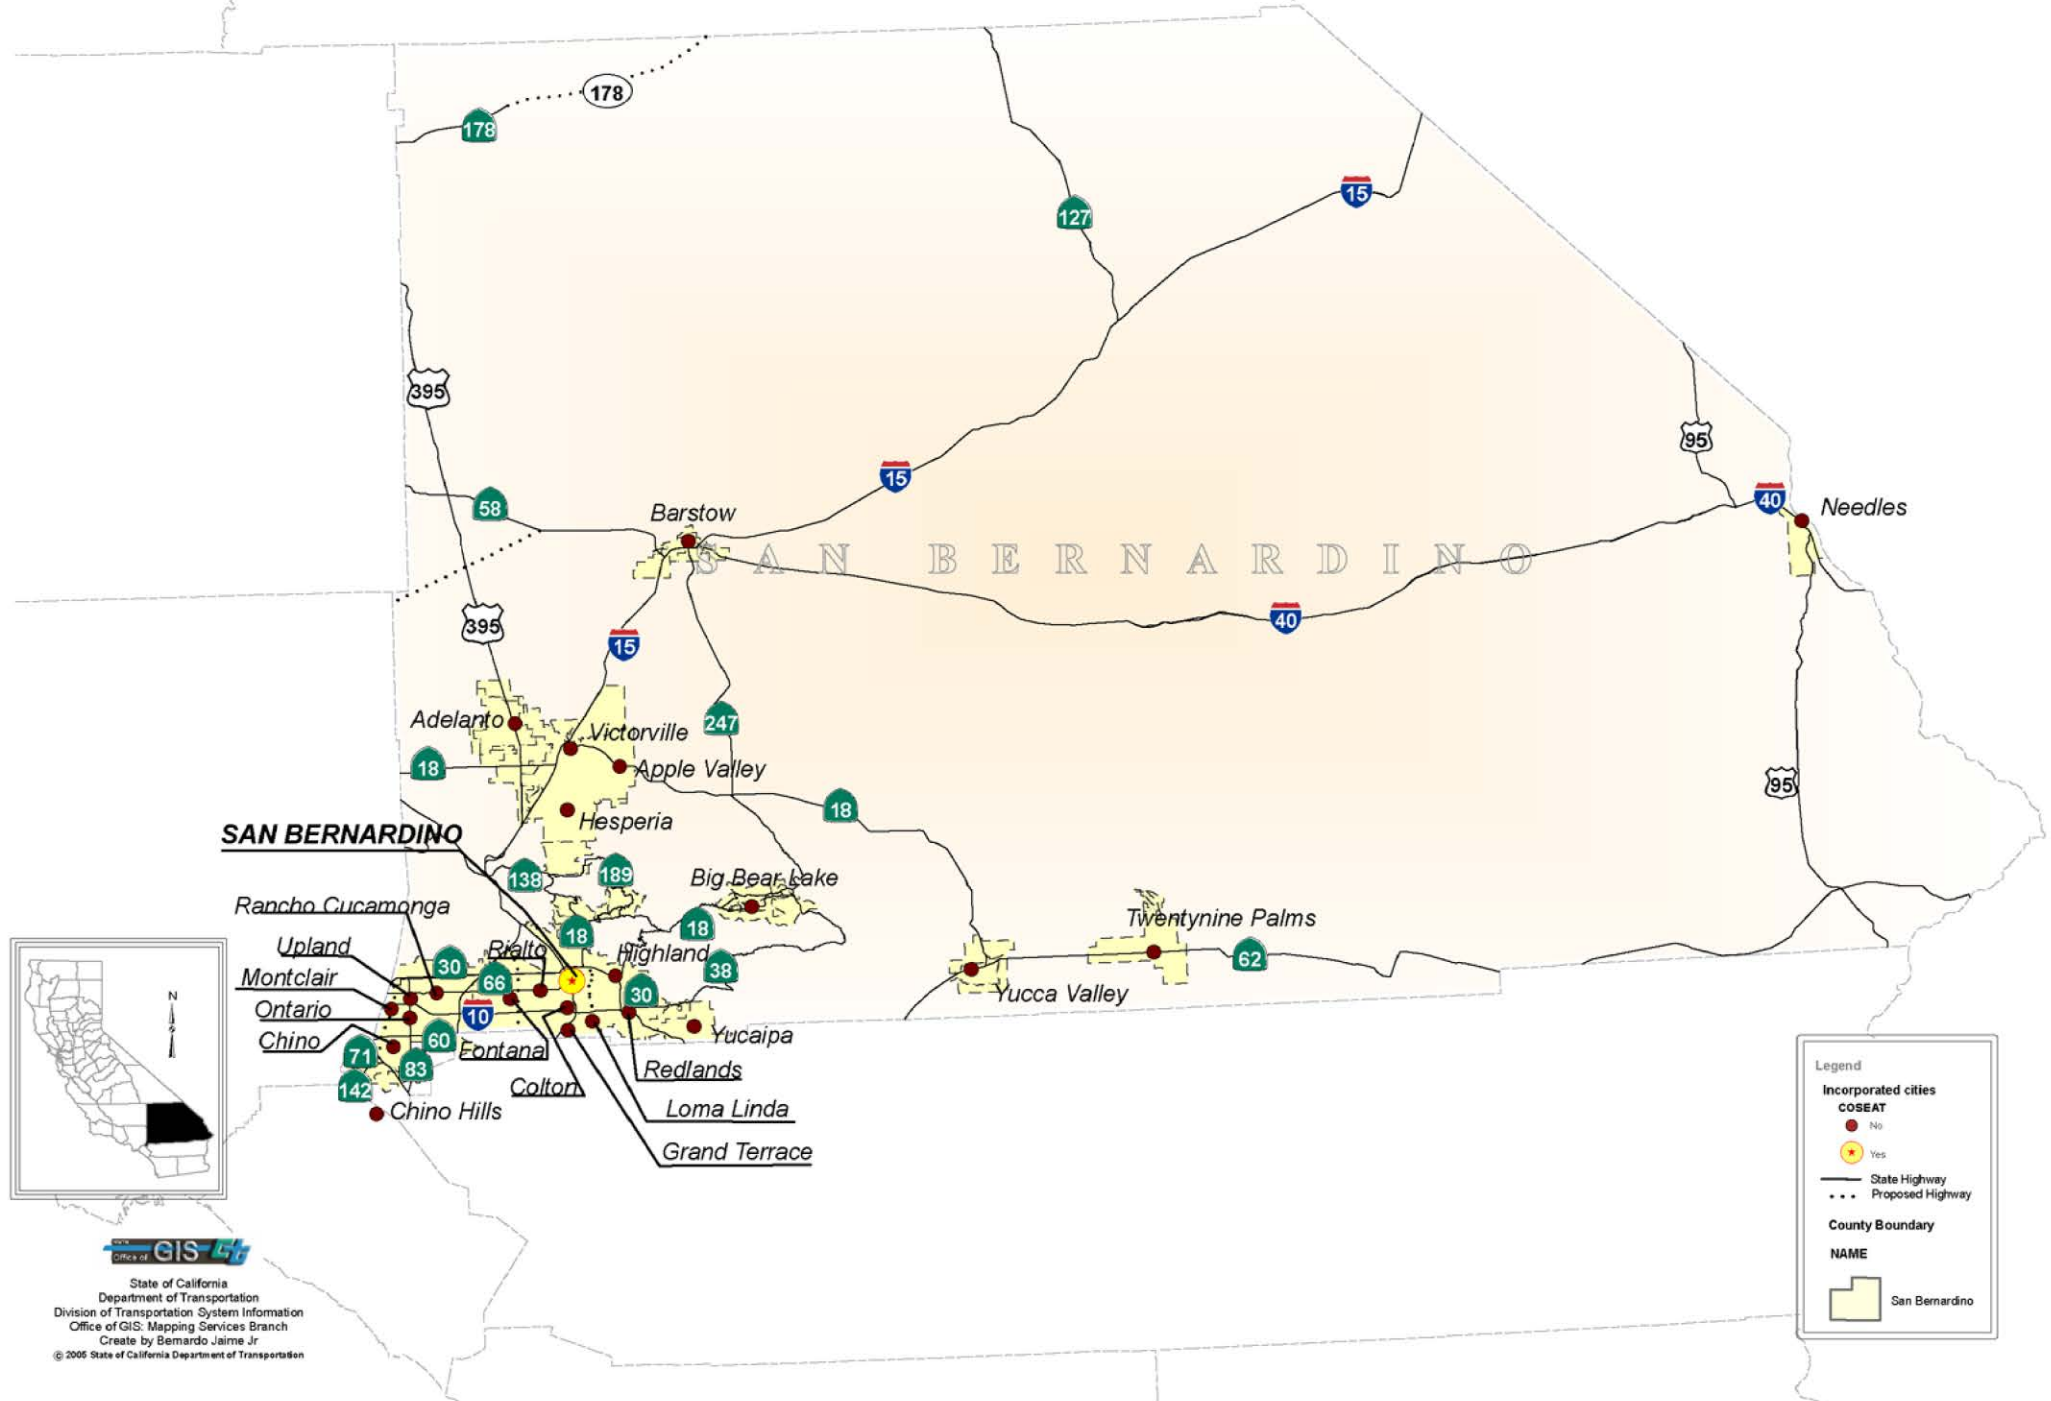 178
178
127
15
395
15
95
58
40
Needles
Barstow
SAN BERNARDINO
395
15
40
Adelanto
Victorville
247
18
Apple Valley
95
18
Hesperia
SAN BERNARDINO
138
189
Big Bear Lake
Rancho Cucamonga
Twentynine Palms
18
18
Upland
Rialto
Highland
62
30
38
Montclair
66
30
Yucca Valley
Ontario
10
Chino
60
Yucaipa
71
Fontana
83
Redlands
142
Colton
Chino Hills
Loma Linda
Grand Terrace
N
Legend
Incorporated cities
COSEAT
No
Yes
State Highway
Proposed Highway
County Boundary
NAME
San Bernardino
Office of GIS
State of California
Department of Transportation
Division of Transportation System Information
Office of GIS: Mapping Services Branch
Create by Bernardo Jaime Jr
© 2005 State of California Department of Transportation